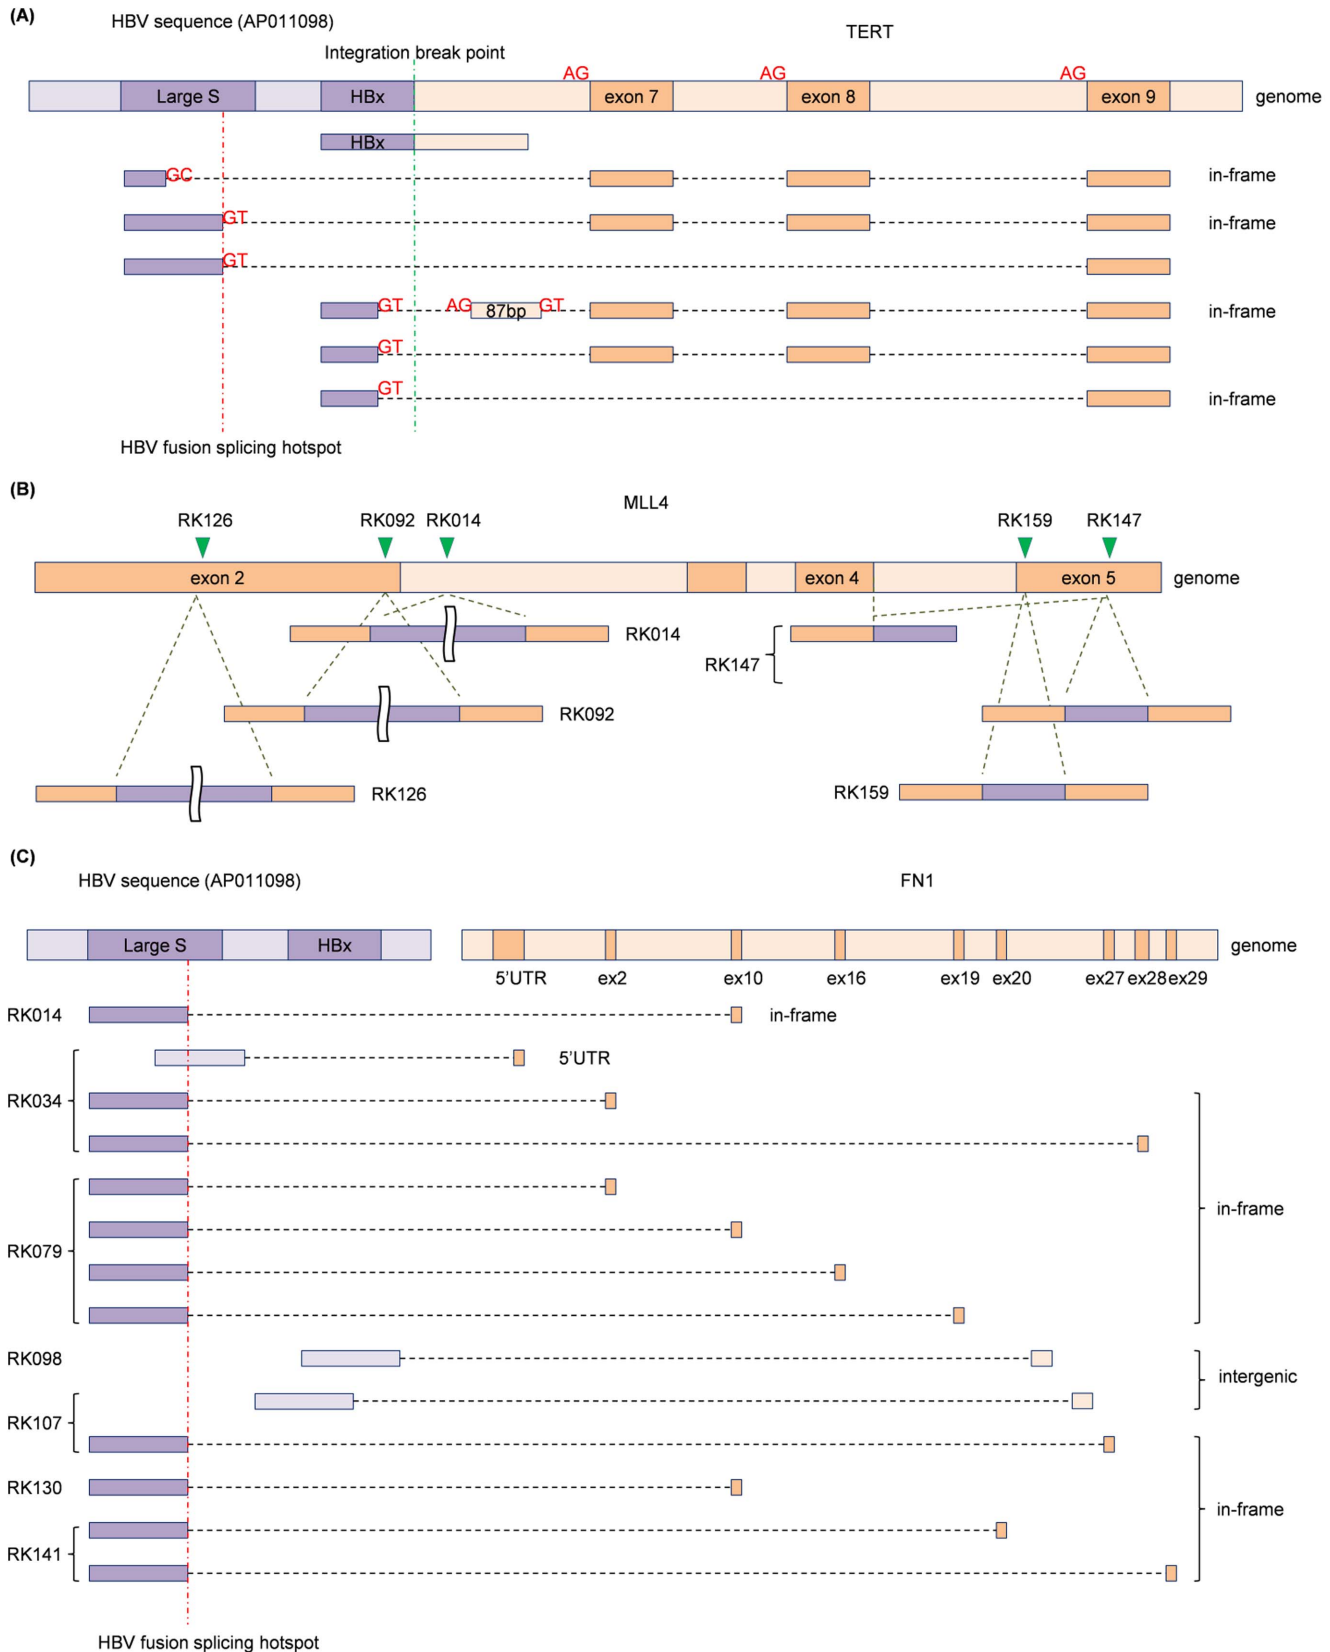 (A)
HBV sequence (AP011098)
TERT
Integration break point
AG AG AG
Large S HBx exon 7 exon 8 exon 9 genome
HBx
GC in-frame
GT in-frame
GT
GT AG 87bp GT in-frame
GT
GT in-frame
HBV fusion splicing hotspot
(B)
MLL4
RK126 RK092 RK014 RK159 RK147
exon 2 exon 4 exon 5 genome
RK014
RK147
RK092
RK126
RK159
(C)
HBV sequence (AP011098) FN1
Large S HBx genome
5'UTR ex2 ex10 ex16 ex19 ex20 ex27 ex28 ex29
RK014 in-frame
5'UTR
RK034
in-frame
RK079
RK098
intergenic
RK107
RK130
in-frame
RK141
HBV fusion splicing hotspot